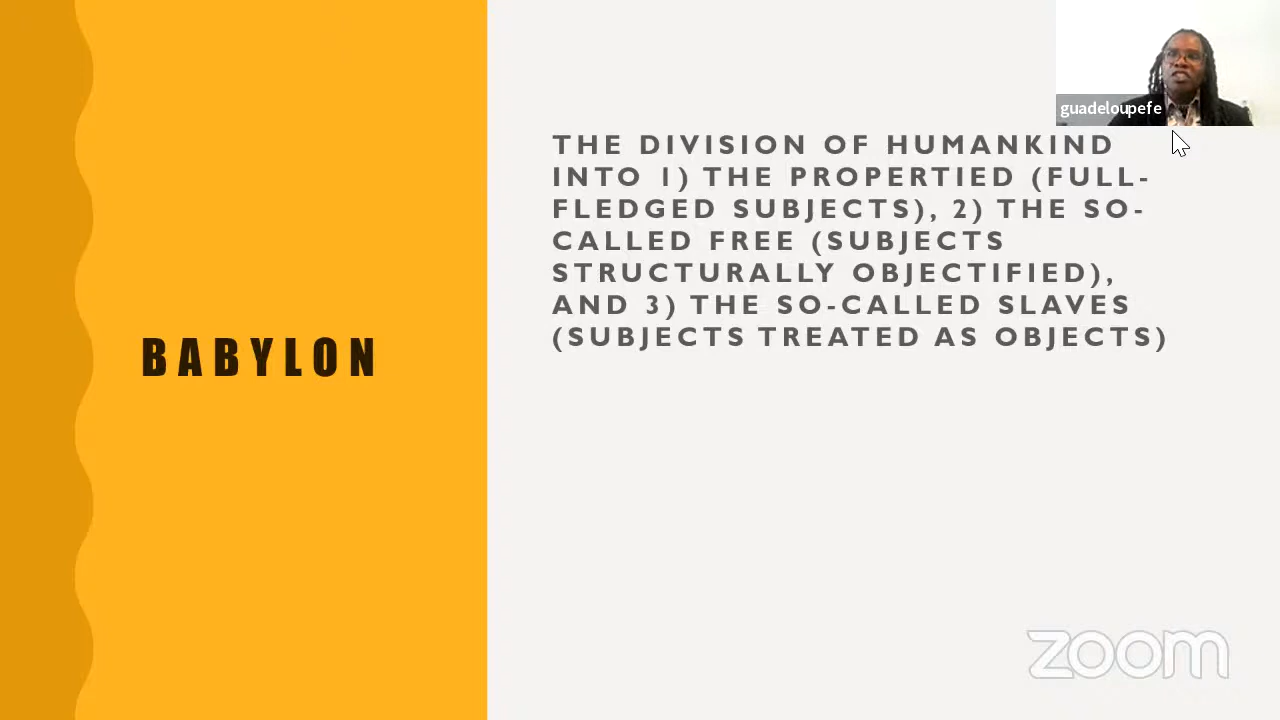 guadeloupefe
THE DIVISION OF HUMANKIND
INTO 1) THE PROPERTIED (FULL-
FLEDGED SUBJECTS), 2) THE SO-
CALLED FREE (SUBJECTS
STRUCTURALLY OBJECTIFIED),
AND 3) THE SO-CALLED SLAVES
(SUBJECTS TREATED AS OBJECTS)
BABYLON
zoom